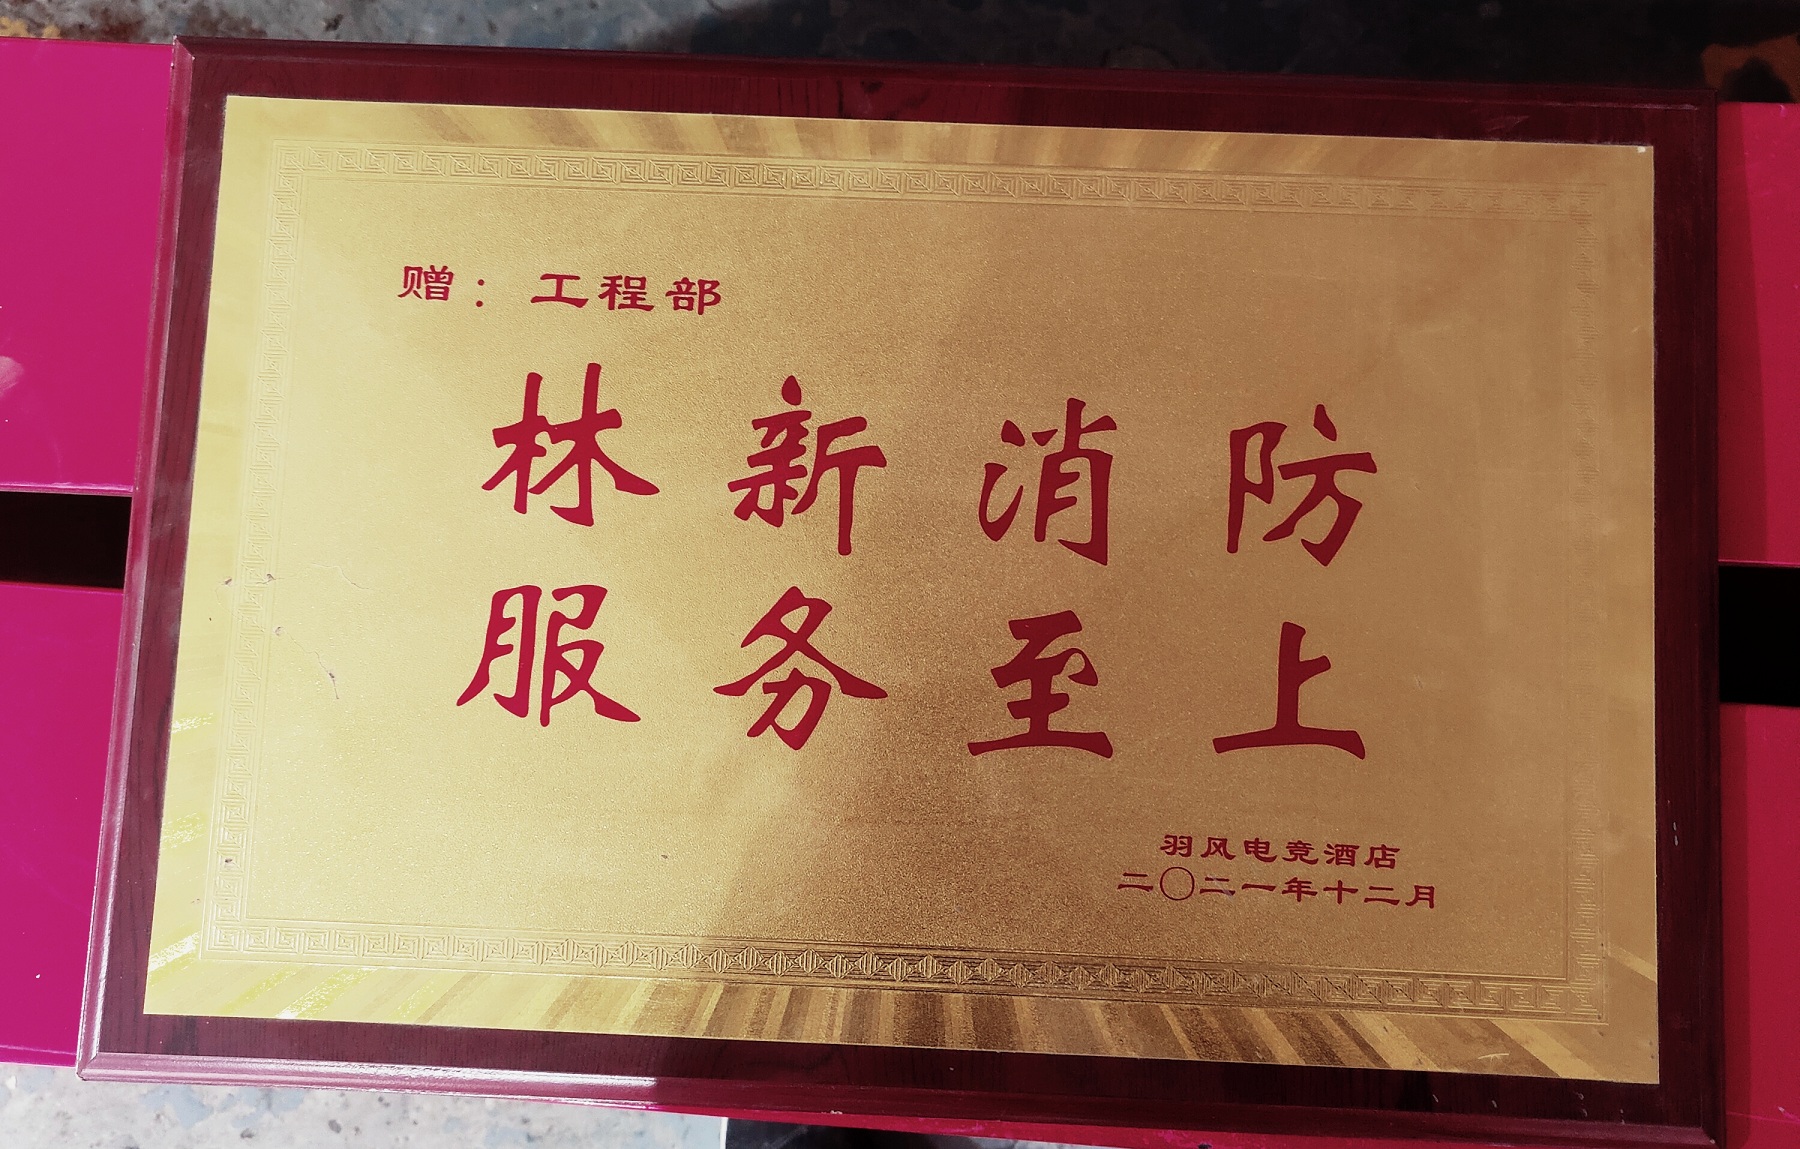 赠：工程部
林新消防
服务至上
羽风电竞酒店
二〇二一年十二月